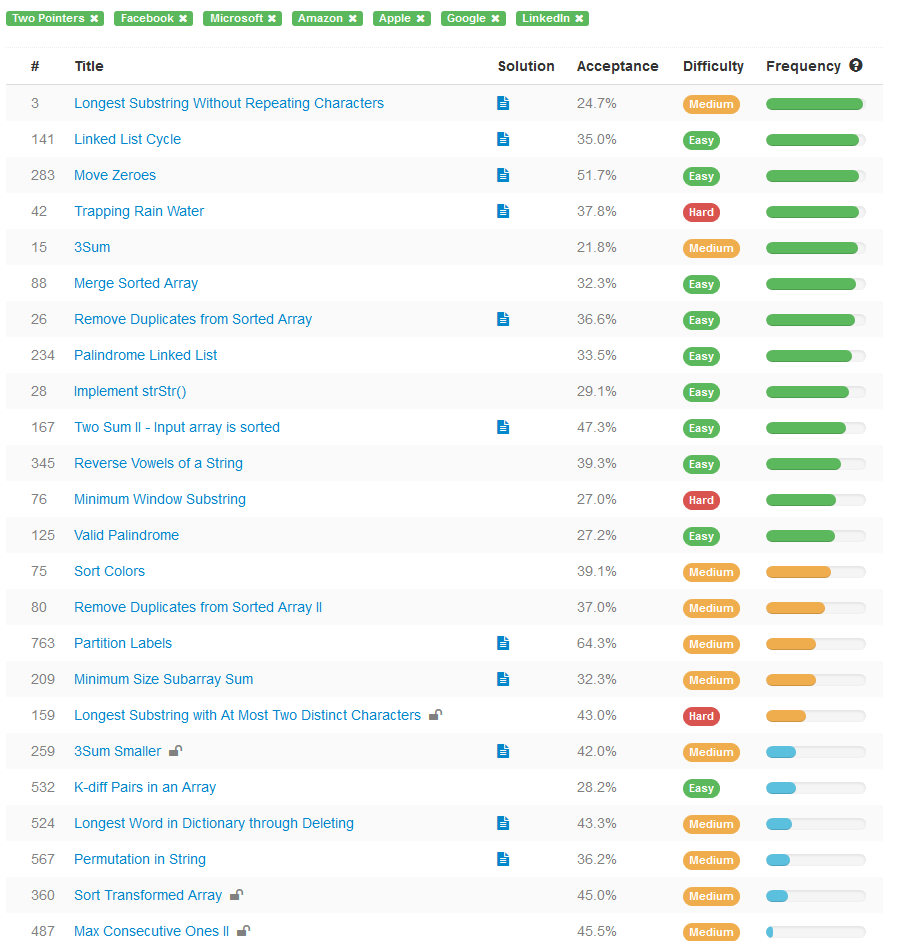 Two Pointers ✖ Facebook ✖ Microsoft ✖ Amazon ✖ Apple ✖ Google ✖ LinkedIn ✖
# Title Solution Acceptance Difficulty Frequency ?
3 Longest Substring Without Repeating Characters 24.7% Medium
141 Linked List Cycle 35.0% Easy
283 Move Zeroes 51.7% Easy
42 Trapping Rain Water 37.8% Hard
15 3Sum 21.8% Medium
88 Merge Sorted Array 32.3% Easy
26 Remove Duplicates from Sorted Array 36.6% Easy
234 Palindrome Linked List 33.5% Easy
28 Implement strStr() 29.1% Easy
167 Two Sum II - Input array is sorted 47.3% Easy
345 Reverse Vowels of a String 39.3% Easy
76 Minimum Window Substring 27.0% Hard
125 Valid Palindrome 27.2% Easy
75 Sort Colors 39.1% Medium
80 Remove Duplicates from Sorted Array II 37.0% Medium
763 Partition Labels 64.3% Medium
209 Minimum Size Subarray Sum 32.3% Medium
159 Longest Substring with At Most Two Distinct Characters 43.0% Hard
259 3Sum Smaller 42.0% Medium
532 K-diff Pairs in an Array 28.2% Easy
524 Longest Word in Dictionary through Deleting 43.3% Medium
567 Permutation in String 36.2% Medium
360 Sort Transformed Array 45.0% Medium
487 Max Consecutive Ones II 45.5% Medium